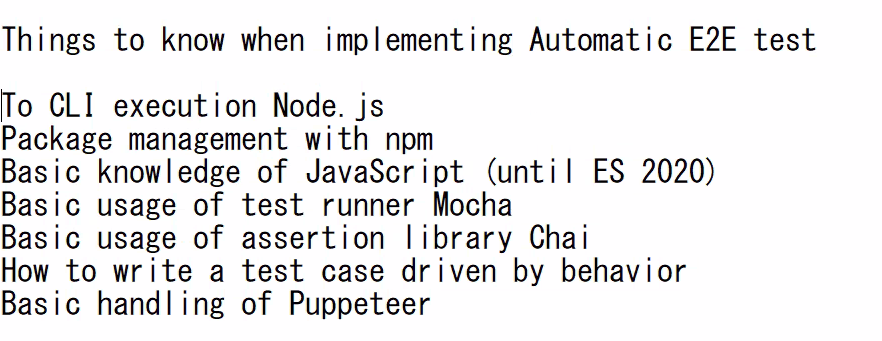 Things to know when implementing Automatic E2E test
To CLI execution Node.js
Package management with npm
Basic knowledge of JavaScript (until ES 2020)
Basic usage of test runner Mocha
Basic usage of assertion library Chai
How to write a test case driven by behavior
Basic handling of Puppeteer